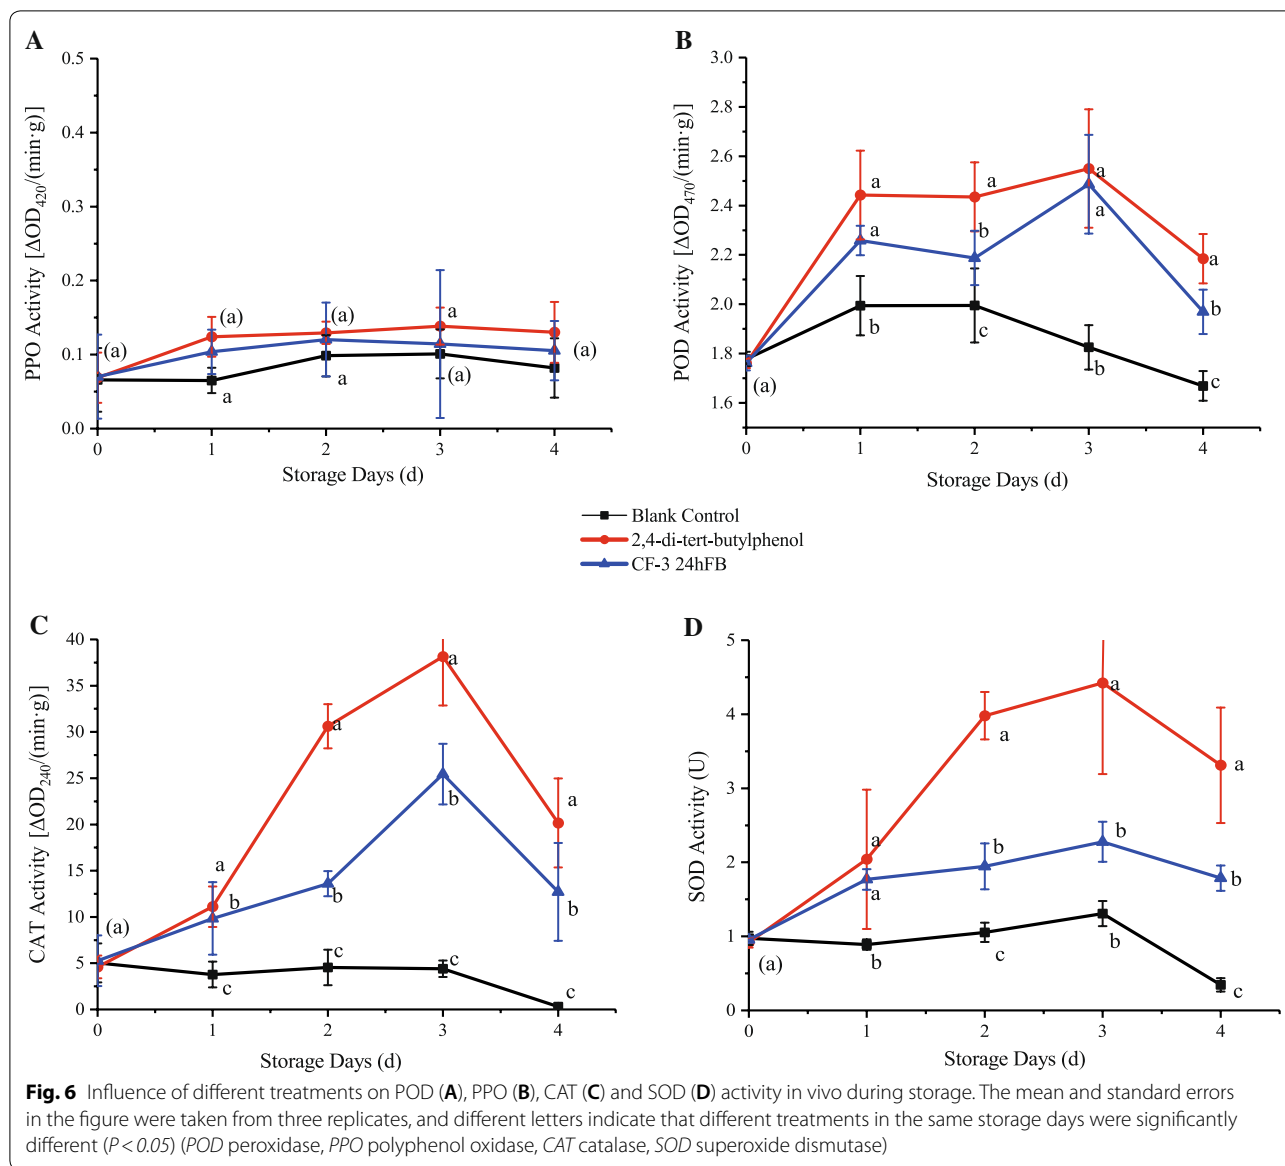 A
PPO Activity [ΔOD420/(min·g)]
0.5
0.4
0.3
0.2
0.1
0.0
(a)
(a)
(a)
a
(a)
a
a
(a)
0
1
2
3
4
Storage Days (d)
B
POD Activity [ΔOD470/(min·g)]
3.0
2.8
2.6
2.4
2.2
2.0
1.8
1.6
(a)
a
a
b
a
b
c
a
a
b
a
b
c
0
1
2
3
4
Storage Days (d)
Blank Control
2,4-di-tert-butylphenol
CF-3 24hFB
C
CAT Activity [ΔOD240/(min·g)]
40
35
30
25
20
15
10
5
0
(a)
a
b
c
a
b
c
a
b
c
a
b
c
0
1
2
3
4
Storage Days (d)
D
SOD Activity (U)
5
4
3
2
1
0
(a)
a
a
b
a
b
c
a
b
b
a
b
c
0
1
2
3
4
Storage Days (d)
Fig. 6 Influence of different treatments on POD (A), PPO (B), CAT (C) and SOD (D) activity in vivo during storage. The mean and standard errors
in the figure were taken from three replicates, and different letters indicate that different treatments in the same storage days were significantly
different (P < 0.05) (POD peroxidase, PPO polyphenol oxidase, CAT catalase, SOD superoxide dismutase)